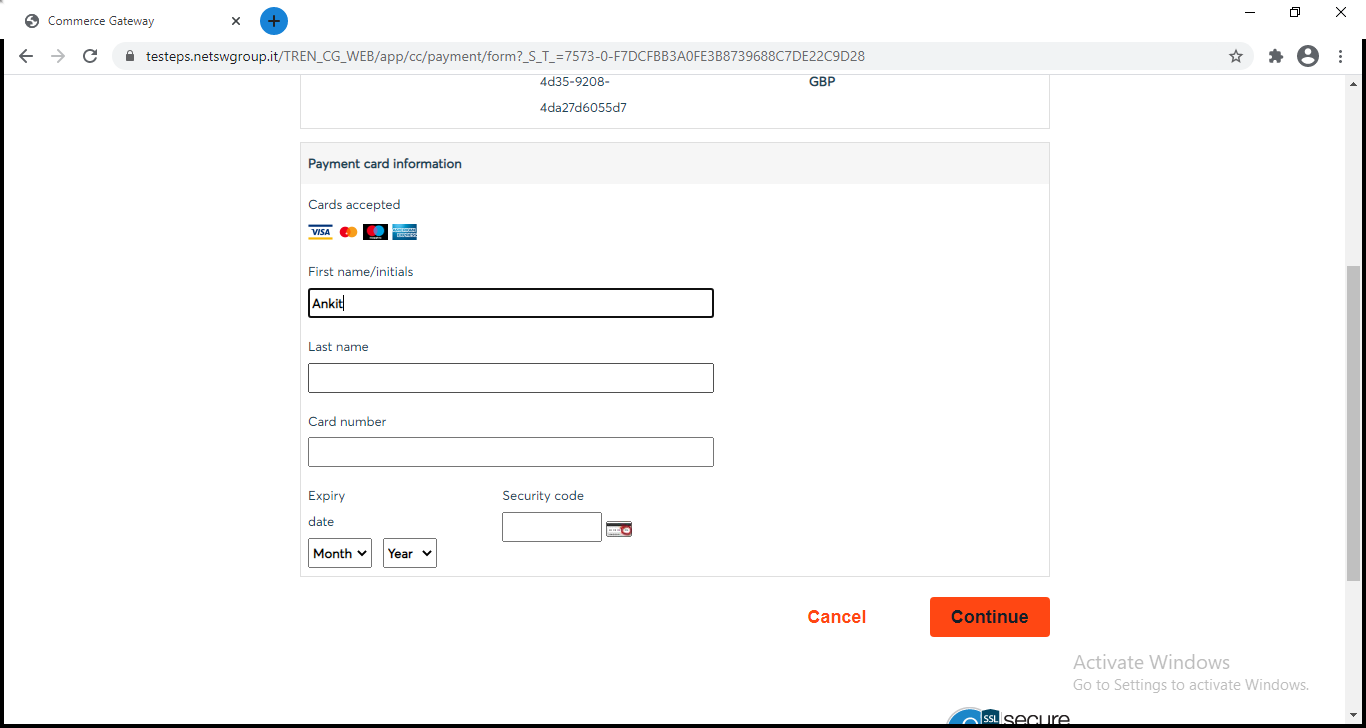 Commerce Gateway
testeps.netswgroup.it/TREN_CG_WEB/app/cc/payment/form?_S_T_=7573-0-F7DCFBB3A0FE3B8739688C7DE22C9D28
4d35-9208- GBP
4da27d6055d7
Payment card information
Cards accepted
VISA
First name/initials
Ankit
Last name
Card number
Expiry Security code
date
Month Year
Cancel Continue
Activate Windows
Go to Settings to activate Windows.
SSL secure